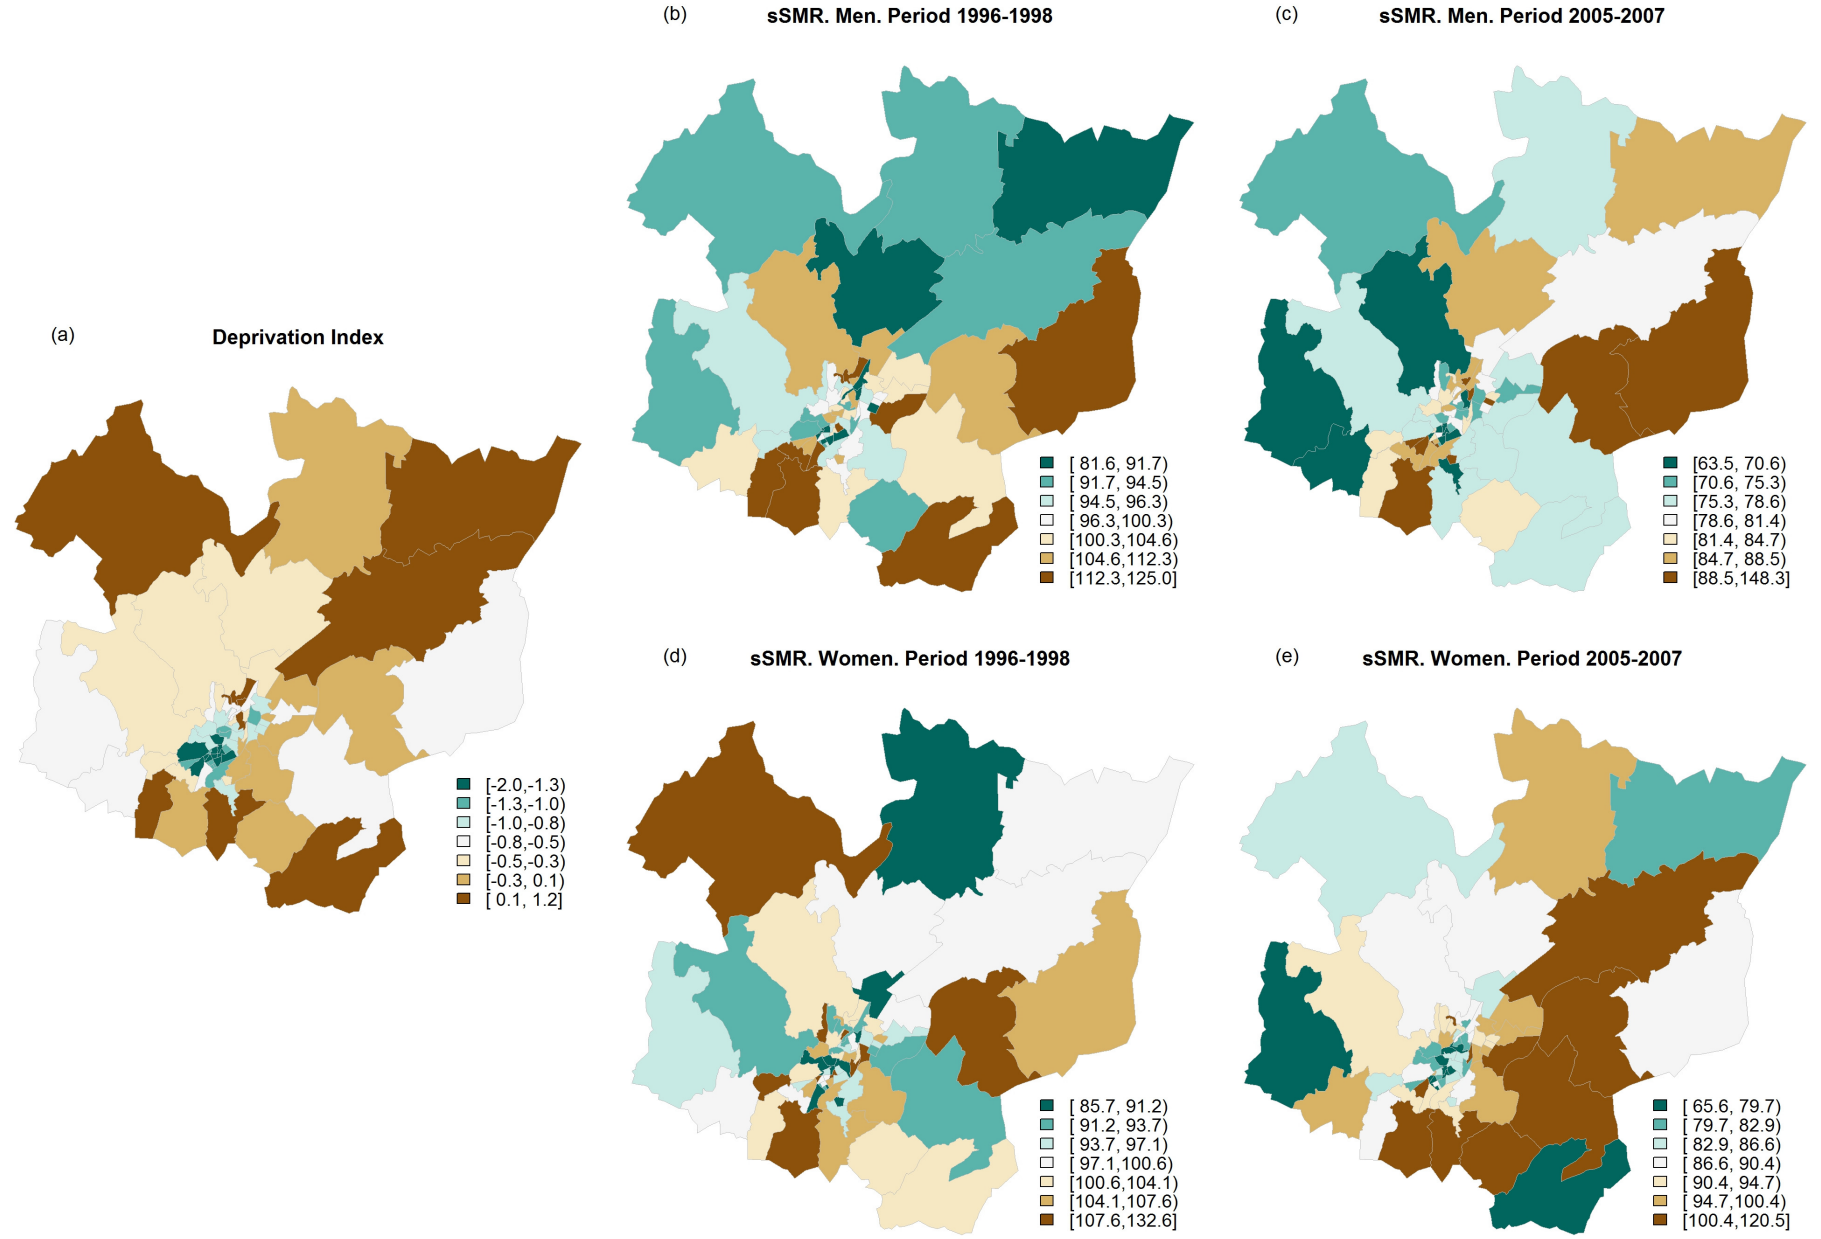 (a) Deprivation Index
[-2.0,-1.3)
[-1.3,-1.0)
[-1.0,-0.8)
[-0.8,-0.5)
[-0.5,-0.3)
[-0.3, 0.1)
[ 0.1, 1.2]
(b) sSMR. Men. Period 1996-1998
[ 81.6, 91.7)
[ 91.7, 94.5)
[ 94.5, 96.3)
[ 96.3,100.3)
[100.3,104.6)
[104.6,112.3)
[112.3,125.0]
(c) sSMR. Men. Period 2005-2007
[63.5, 70.6)
[70.6, 75.3)
[75.3, 78.6)
[78.6, 81.4)
[81.4, 84.7)
[84.7, 88.5)
[88.5,148.3]
(d) sSMR. Women. Period 1996-1998
[ 85.7, 91.2)
[ 91.2, 93.7)
[ 93.7, 97.1)
[ 97.1,100.6)
[100.6,104.1)
[104.1,107.6)
[107.6,132.6]
(e) sSMR. Women. Period 2005-2007
[ 65.6, 79.7)
[ 79.7, 82.9)
[ 82.9, 86.6)
[ 86.6, 90.4)
[ 90.4, 94.7)
[ 94.7,100.4)
[100.4,120.5]